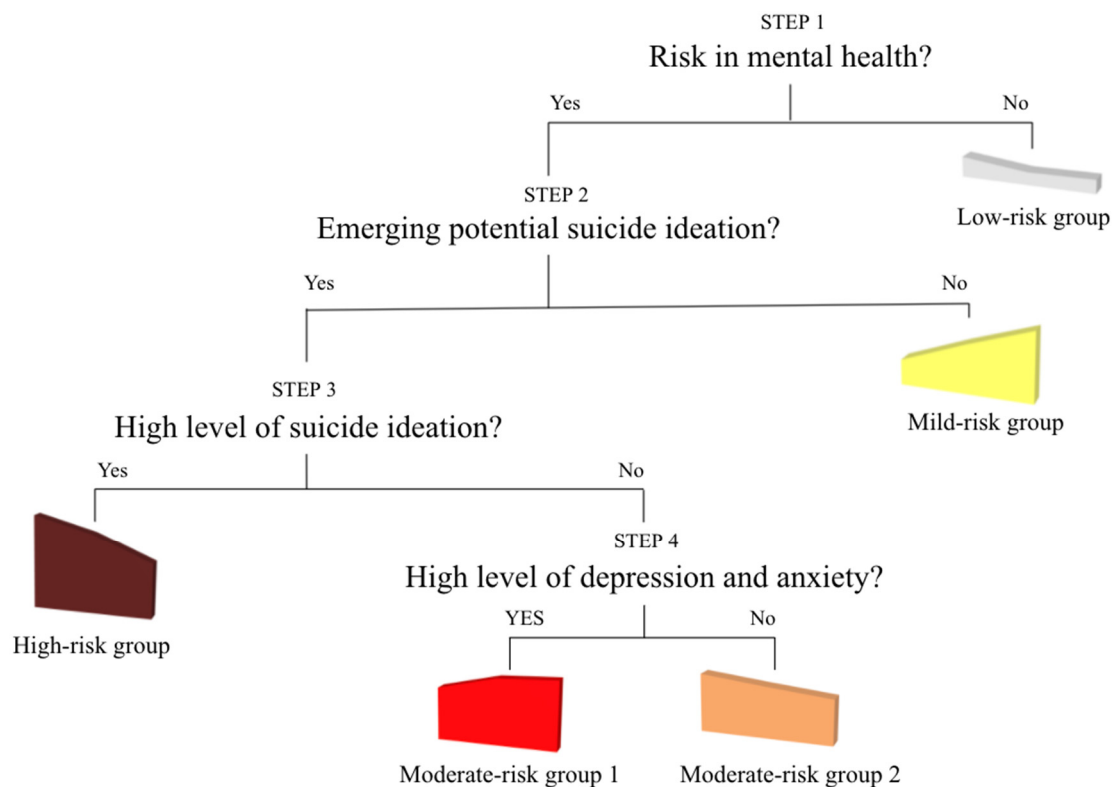 STEP 1
Risk in mental health?
Yes
No
Low-risk group
STEP 2
Emerging potential suicide ideation?
Yes
No
Mild-risk group
STEP 3
High level of suicide ideation?
Yes
No
High-risk group
STEP 4
High level of depression and anxiety?
YES
No
Moderate-risk group 1
Moderate-risk group 2